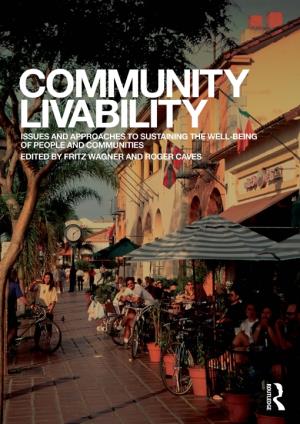 COMMUNITY
LIVABILITY
ISSUES AND APPROACHES TO SUSTAINING THE WELL-BEING
OF PEOPLE AND COMMUNITIES
EDITED BY FRITZ WAGNER AND ROGER CAVES
ROUTLEDGE